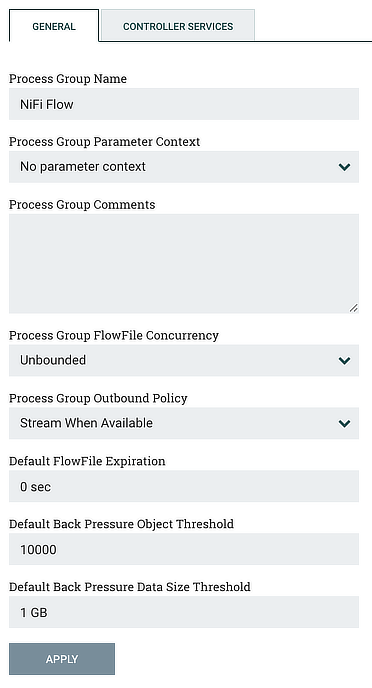 GENERAL
CONTROLLER SERVICES
Process Group Name
NiFi Flow
Process Group Parameter Context
No parameter context
Process Group Comments
Process Group FlowFile Concurrency
Unbounded
Process Group Outbound Policy
Stream When Available
Default FlowFile Expiration
0 sec
Default Back Pressure Object Threshold
10000
Default Back Pressure Data Size Threshold
1 GB
APPLY